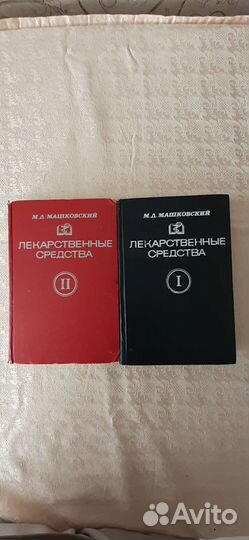 М.Д. МАШКОВСКИЙ
ЛЕКАРСТВЕННЫЕ
СРЕДСТВА
II
М.Д. МАШКОВСКИЙ
ЛЕКАРСТВЕННЫЕ
СРЕДСТВА
I
Avito